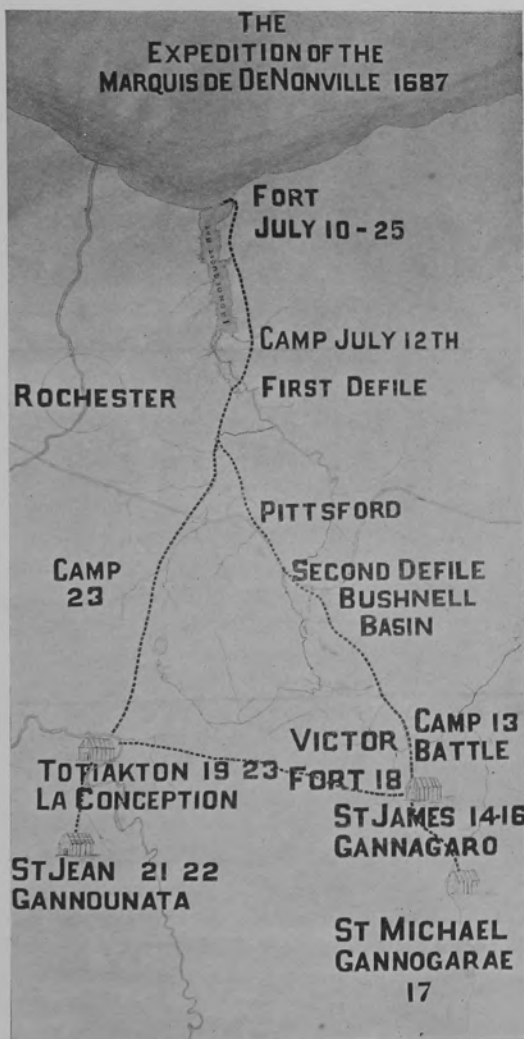 THE
EXPEDITION OF THE
MARQUIS DE DENONVILLE 1687
FORT
JULY 10-25
IRONDEQUOIT BAY
CAMP JULY 12TH
FIRST DEFILE
ROCHESTER
PITTSFORD
CAMP
23
SECOND DEFILE
BUSHNELL
BASIN
CAMP 13
BATTLE
VICTOR
FORT 18
TOTIAKTON 19 23
LA CONCEPTION
ST JAMES 14-16
GANNAGARO
ST JEAN 21 22
GANNOUNATA
ST MICHAEL
GANNOGARAE
17